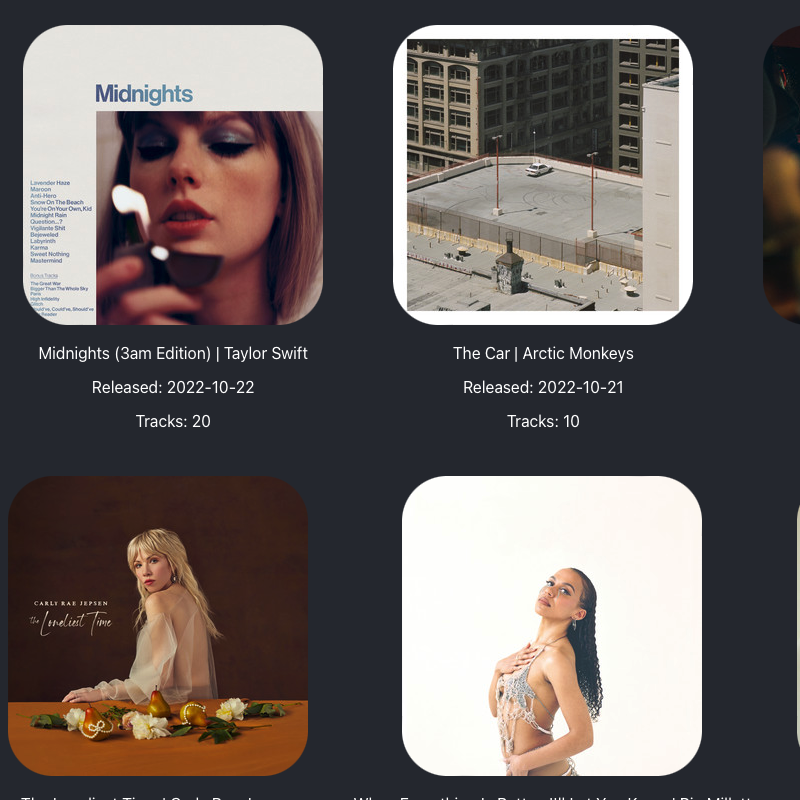 Midnights
Lavender Haze
Maroon
Anti-Hero
Snow On The Beach
You're On Your Own, Kid
Midnight Rain
Question...?
Vigilante Shit
Bejeweled
Labyrinth
Karma
Sweet Nothing
Mastermind
Bonus Tracks
The Great War
Bigger Than The Whole Sky
Paris
High Infidelity
Glitch
Would've, Could've, Should've
Reader
Midnights (3am Edition) | Taylor Swift
Released: 2022-10-22
Tracks: 20
The Car | Arctic Monkeys
Released: 2022-10-21
Tracks: 10
CARLY RAE JEPSEN
the Loneliest Time